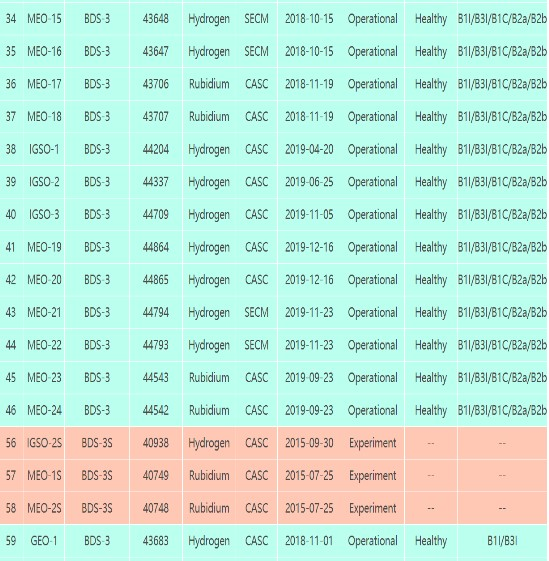 34 MEO-15 BDS-3 43648 Hydrogen SECM 2018-10-15 Operational Healthy B1I/B3I/B1C/B2a/B2b
35 MEO-16 BDS-3 43647 Hydrogen SECM 2018-10-15 Operational Healthy B1I/B3I/B1C/B2a/B2b
36 MEO-17 BDS-3 43706 Rubidium CASC 2018-11-19 Operational Healthy B1I/B3I/B1C/B2a/B2b
37 MEO-18 BDS-3 43707 Rubidium CASC 2018-11-19 Operational Healthy B1I/B3I/B1C/B2a/B2b
38 IGSO-1 BDS-3 44204 Hydrogen CASC 2019-04-20 Operational Healthy B1I/B3I/B1C/B2a/B2b
39 IGSO-2 BDS-3 44337 Hydrogen CASC 2019-06-25 Operational Healthy B1I/B3I/B1C/B2a/B2b
40 IGSO-3 BDS-3 44709 Hydrogen CASC 2019-11-05 Operational Healthy B1I/B3I/B1C/B2a/B2b
41 MEO-19 BDS-3 44864 Hydrogen CASC 2019-12-16 Operational Healthy B1I/B3I/B1C/B2a/B2b
42 MEO-20 BDS-3 44865 Hydrogen CASC 2019-12-16 Operational Healthy B1I/B3I/B1C/B2a/B2b
43 MEO-21 BDS-3 44794 Hydrogen SECM 2019-11-23 Operational Healthy B1I/B3I/B1C/B2a/B2b
44 MEO-22 BDS-3 44793 Hydrogen SECM 2019-11-23 Operational Healthy B1I/B3I/B1C/B2a/B2b
45 MEO-23 BDS-3 44543 Rubidium CASC 2019-09-23 Operational Healthy B1I/B3I/B1C/B2a/B2b
46 MEO-24 BDS-3 44542 Rubidium CASC 2019-09-23 Operational Healthy B1I/B3I/B1C/B2a/B2b
56 IGSO-2S BDS-3S 40938 Hydrogen CASC 2015-09-30 Experiment -- --
57 MEO-1S BDS-3S 40749 Rubidium CASC 2015-07-25 Experiment -- --
58 MEO-2S BDS-3S 40748 Rubidium CASC 2015-07-25 Experiment -- --
59 GEO-1 BDS-3 43683 Hydrogen CASC 2018-11-01 Operational Healthy B1I/B3I